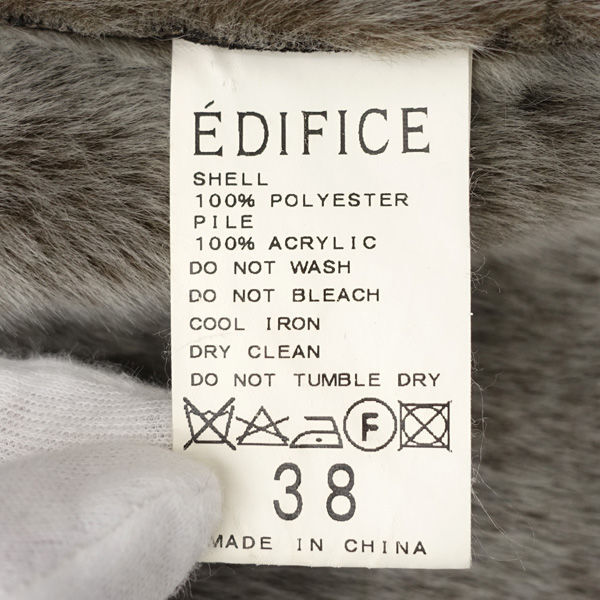 ÉDIFICE
SHELL
100% POLYESTER
PILE
100% ACRYLIC
DO NOT WASH
DO NOT BLEACH
COOL IRON
DRY CLEAN
DO NOT TUMBLE DRY
F
38
MADE IN CHINA